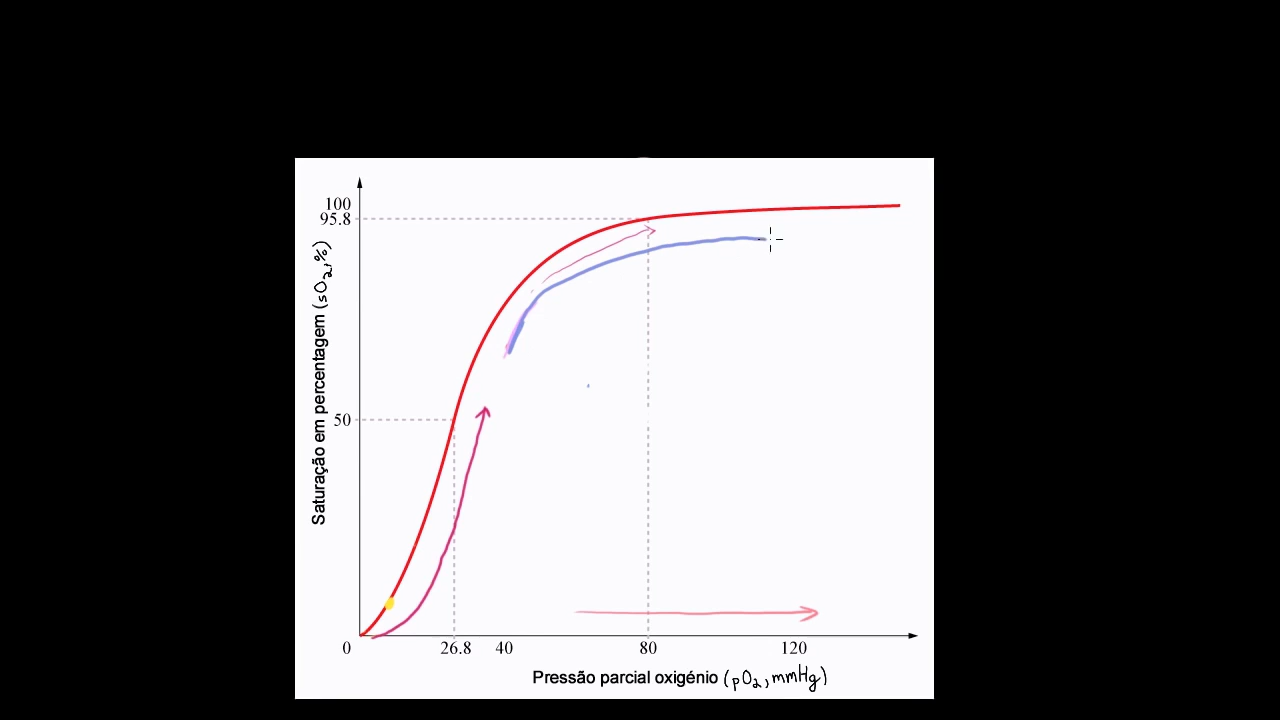 100
95.8
Saturação em percentagem (sO2, %)
50
0
26.8 40 80 120
Pressão parcial oxigénio (pO2, mmHg)